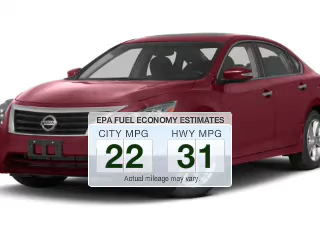 EPA FUEL ECONOMY ESTIMATES
CITY MPG HWY MPG
22 31
Actual mileage may vary.